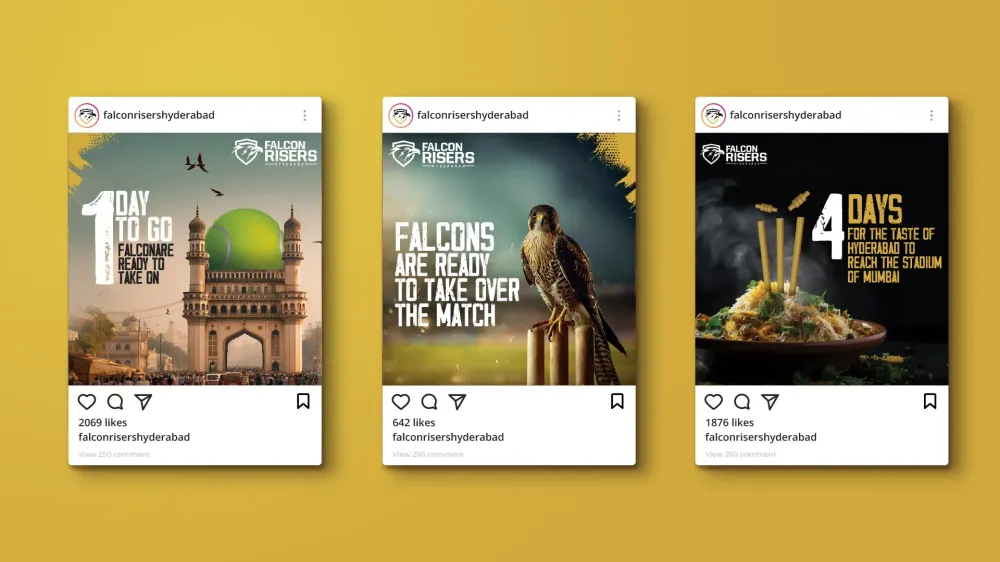 falconrisershyderabad
FALCON
RISERS
HYDERABAD
1
DAY
TO GO
FALCONARE
READY TO
TAKE ON
2069 likes
falconrisershyderabad
View 250 comment
falconrisershyderabad
FALCON
RISERS
HYDERABAD
FALCONS
ARE READY
TO TAKE OVER
THE MATCH
642 likes
falconrisershyderabad
View 250 comment
falconrisershyderabad
FALCON
RISERS
HYDERABAD
4
DAYS
FOR THE TASTE OF
HYDERABAD TO
REACH THE STADIUM
OF MUMBAI
1876 likes
falconrisershyderabad
View 250 comment